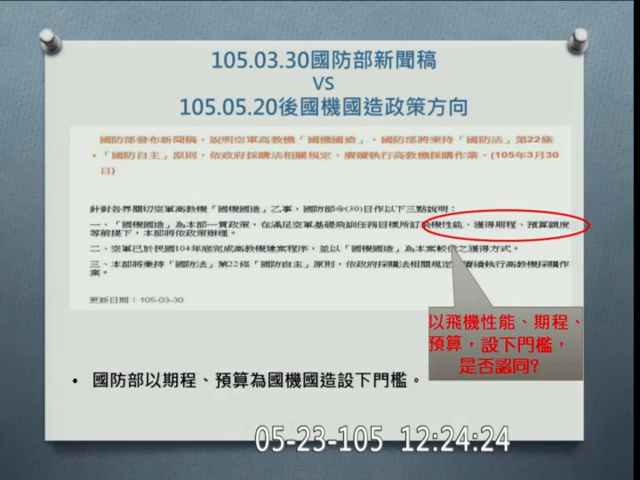 105.03.30國防部新聞稿
VS
105.05.20後國機國造政策方向
國防部發布新聞稿，說明空軍高教機「國機國造」，國防部將秉持「國防法」第22條
「國防自主」原則，依政府採購法相關規定，賡續執行高教機採購作業。(105年3月30
日)
針對各界關切空軍高教機「國機國造」乙事，國防部今(30)日作以下三點說明：
一、「國機國造」為本部一貫政策，在滿足空軍基礎飛訓任務目標所訂飛機性能、獲得期程、預算額度
等前提下，本部將依政策辦理。
二、空軍已於民國104年底完成高教機建案程序，並以「國機國造」為本案較佳之獲得方式。
三、本部將秉持「國防法」第22條「國防自主」原則，依政府採購法相關規定，賡續執行高教機採購作
業。
更新日期：105-03-30
以飛機性能、期程、
預算，設下門檻，
是否認同?
• 國防部以期程、預算為國機國造設下門檻。
05-23-105 12:24:24